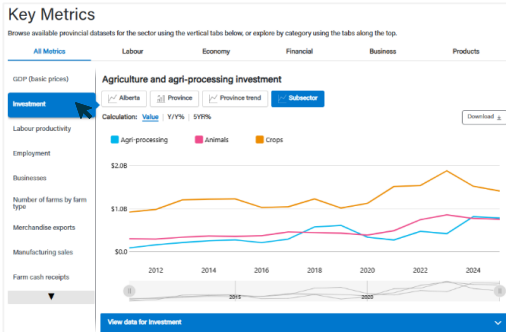 Key Metrics
Browse available provincial datasets for the sector using the vertical tabs below, or explore by category using the tabs along the top.
All Metrics Labour Economy Financial Business Products
GDP (basic prices)
Investment
Labour productivity
Employment
Businesses
Number of farms by farm
type
Merchandise exports
Manufacturing sales
Farm cash receipts
Agriculture and agri-processing investment
Alberta Province Province trend Subsector
Calculation: Value | Y/Y% | 5YR%
Download
Agri-processing Animals Crops
$2.0B
$1.0B
$0.0
2012 2014 2016 2018 2020 2022 2024
2015 2020
View data for Investment